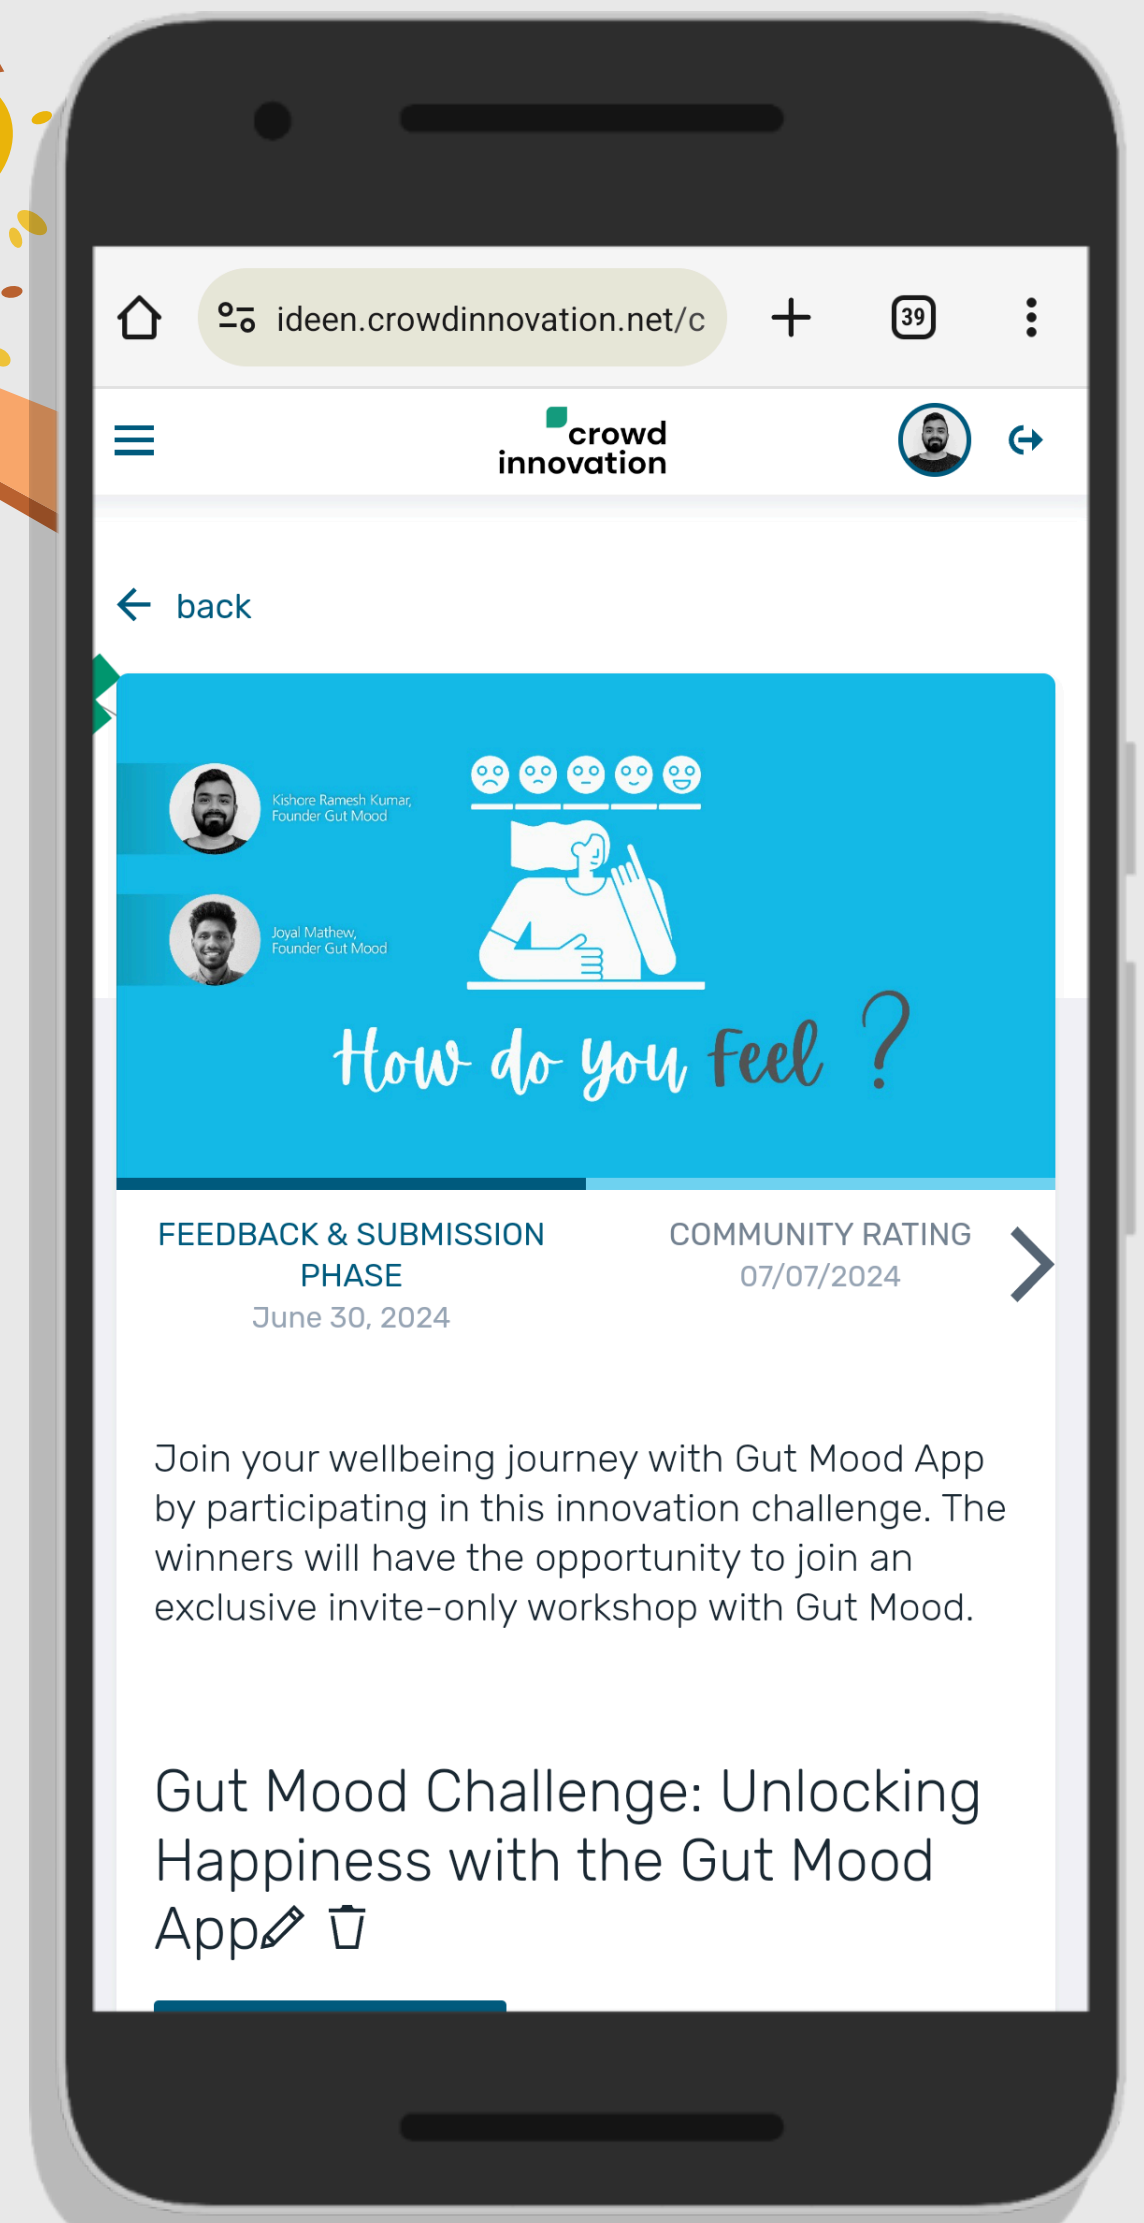 ideen.crowdinnovation.net/c
39
crowd
innovation
back
Kishore Ramesh Kumar,
Founder Gut Mood
Joyal Mathew,
Founder Gut Mood
How do you feel ?
FEEDBACK & SUBMISSION
PHASE
June 30, 2024
COMMUNITY RATING
07/07/2024
Join your wellbeing journey with Gut Mood App
by participating in this innovation challenge. The
winners will have the opportunity to join an
exclusive invite-only workshop with Gut Mood.
Gut Mood Challenge: Unlocking
Happiness with the Gut Mood
App